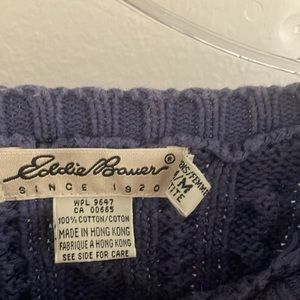 Eddie Bauer®
SINCE 1920
WPL 9647
CA 00665
100% COTTON/COTON
MADE IN HONG KONG
FABRIQUE A HONG KONG
SEE SIDE FOR CARE